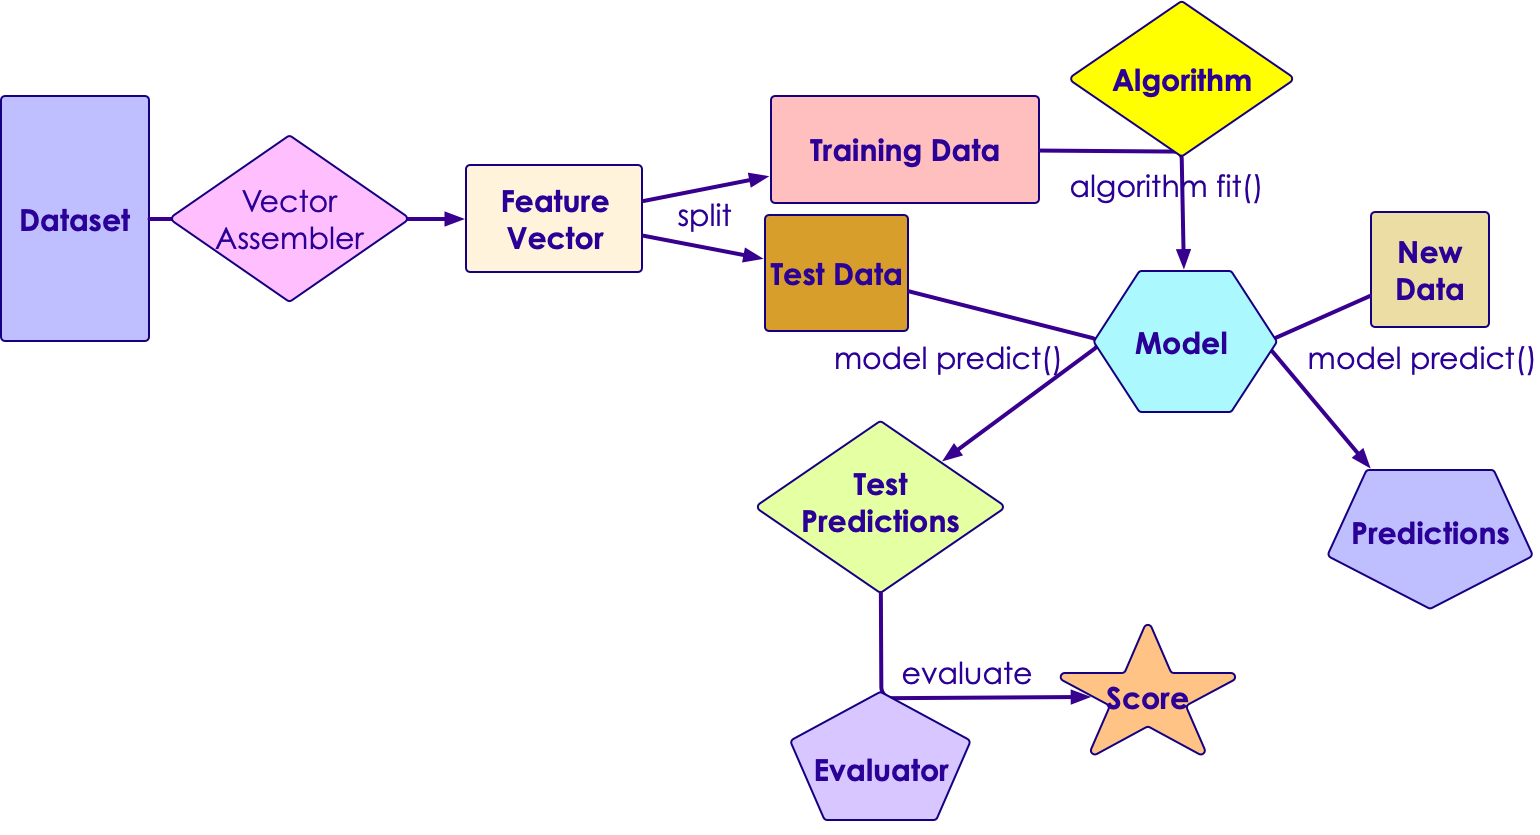 Algorithm
Training Data
Dataset
Vector
Assembler
Feature
Vector
split
algorithm fit()
Test Data
New
Data
Model
model predict()
model predict()
Test
Predictions
Predictions
evaluate
Score
Evaluator